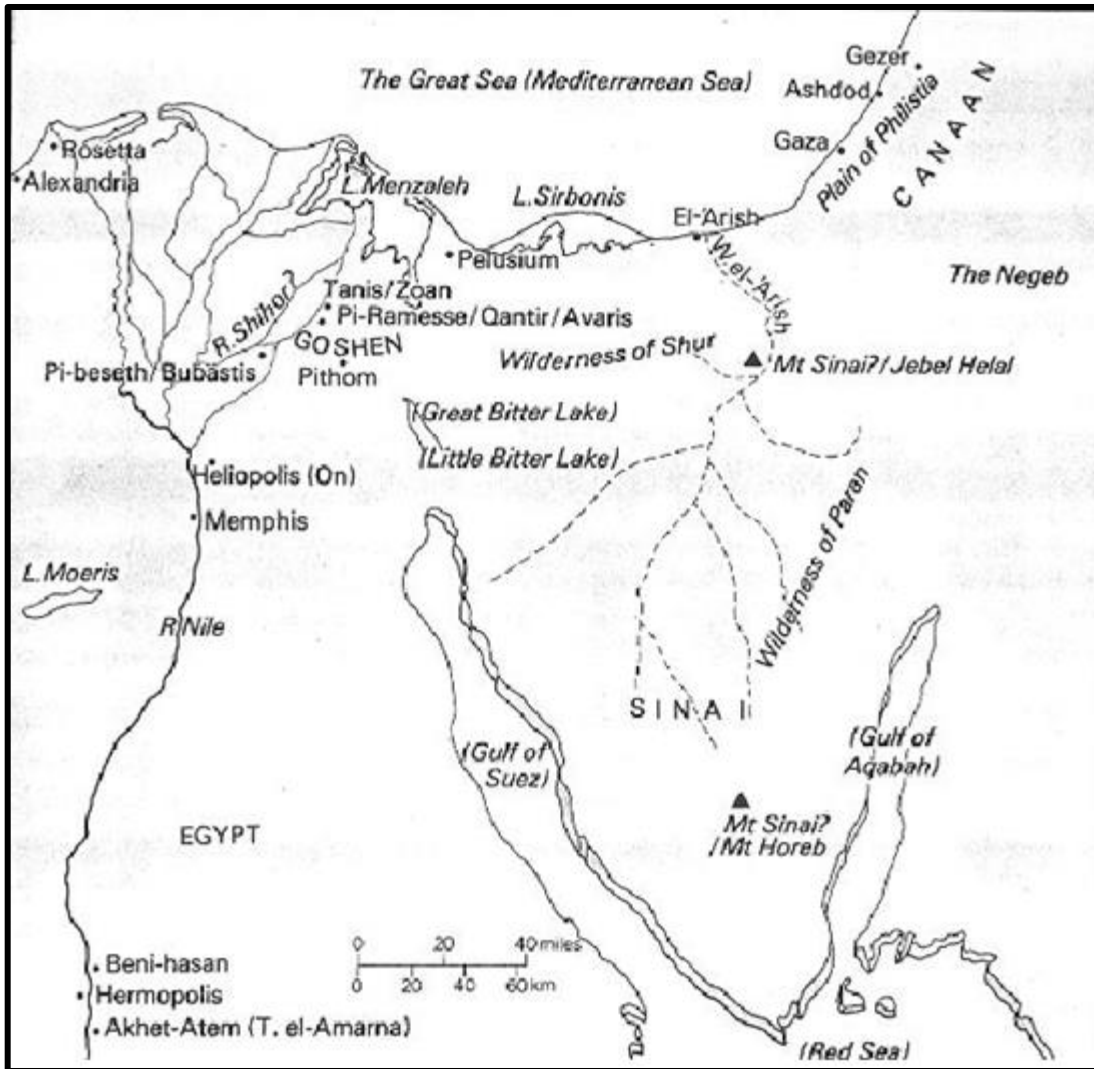 The Great Sea (Mediterranean Sea)
Gezer
Ashdod
Gaza
Plain of Philistia
CANAAN
Rosetta
Alexandria
L.Menzaleh
L.Sirbonis
El-'Arish
W.el-'Arish
The Negeb
Pelusium
R.Shihor?
Tanis/Zoan
Pi-Ramesse/Qantir/Avaris
GOSHEN
Pithom
Pi-beseth/Bubastis
Wilderness of Shur
Mt Sinai?/Jebel Helal
(Great Bitter Lake)
(Little Bitter Lake)
Heliopolis (On)
Memphis
L.Moeris
R.Nile
Wilderness of Paran
SINAI
(Gulf of
Suez)
(Gulf of
Aqabah)
Mt Sinai?
/Mt Horeb
EGYPT
0 20 40 miles
0 20 40 60 km
Beni-hasan
Hermopolis
Akhet-Atem (T. el-Amarna)
(Red Sea)